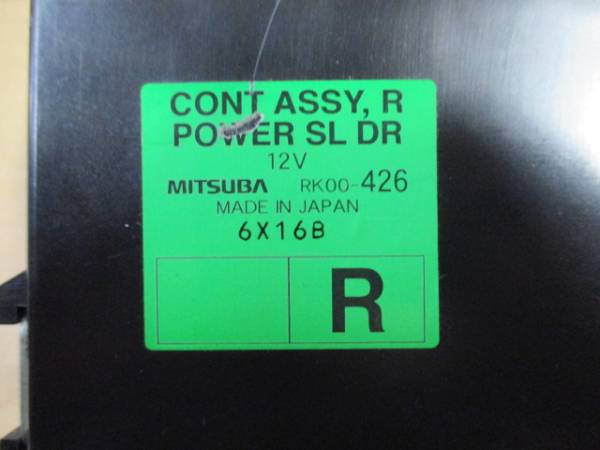 CONT ASSY, R
POWER SL DR
12V
MITSUBA RK00-426
MADE IN JAPAN
6X16B
R